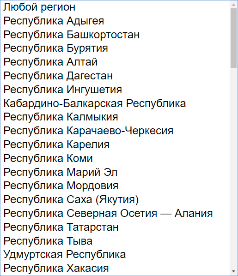 Любой регион
Республика Адыгея
Республика Башкортостан
Республика Бурятия
Республика Алтай
Республика Дагестан
Республика Ингушетия
Кабардино-Балкарская Республика
Республика Калмыкия
Республика Карачаево-Черкесия
Республика Карелия
Республика Коми
Республика Марий Эл
Республика Мордовия
Республика Саха (Якутия)
Республика Северная Осетия — Алания
Республика Татарстан
Республика Тыва
Удмуртская Республика
Республика Хакасия